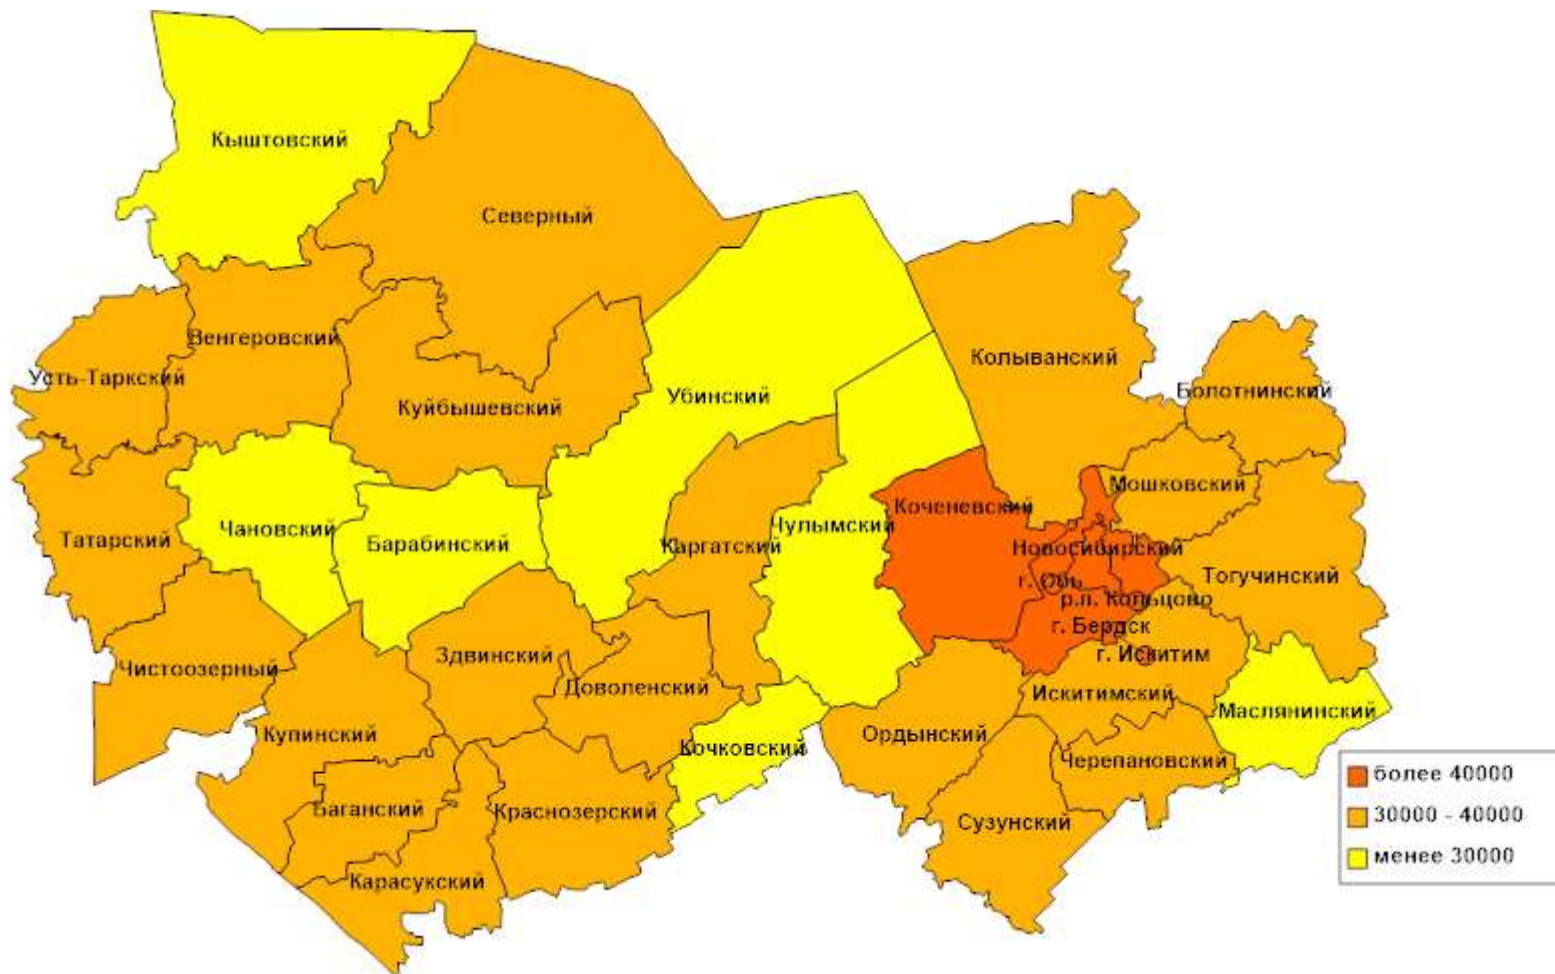 Кыштовский
Северный
Венгеровский
Усть-Таркский
Куйбышевский
Убинский
Колыванский
Болотнинский
Мошковский
Коченевский
Чановский
Чулымский
Татарский
Барабинский
Каргатский
Новосибирский
Тогучинский
г. Обь
р.п. Кольцово
г. Бердск
г. Искитим
Здвинский
Чистоозерный
Доволенский
Искитимский
Маслянинский
Купинский
Ордынский
Кочковский
Черепановский
Баганский
Краснозерский
Сузунский
Карасукский
более 40000
30000 - 40000
менее 30000